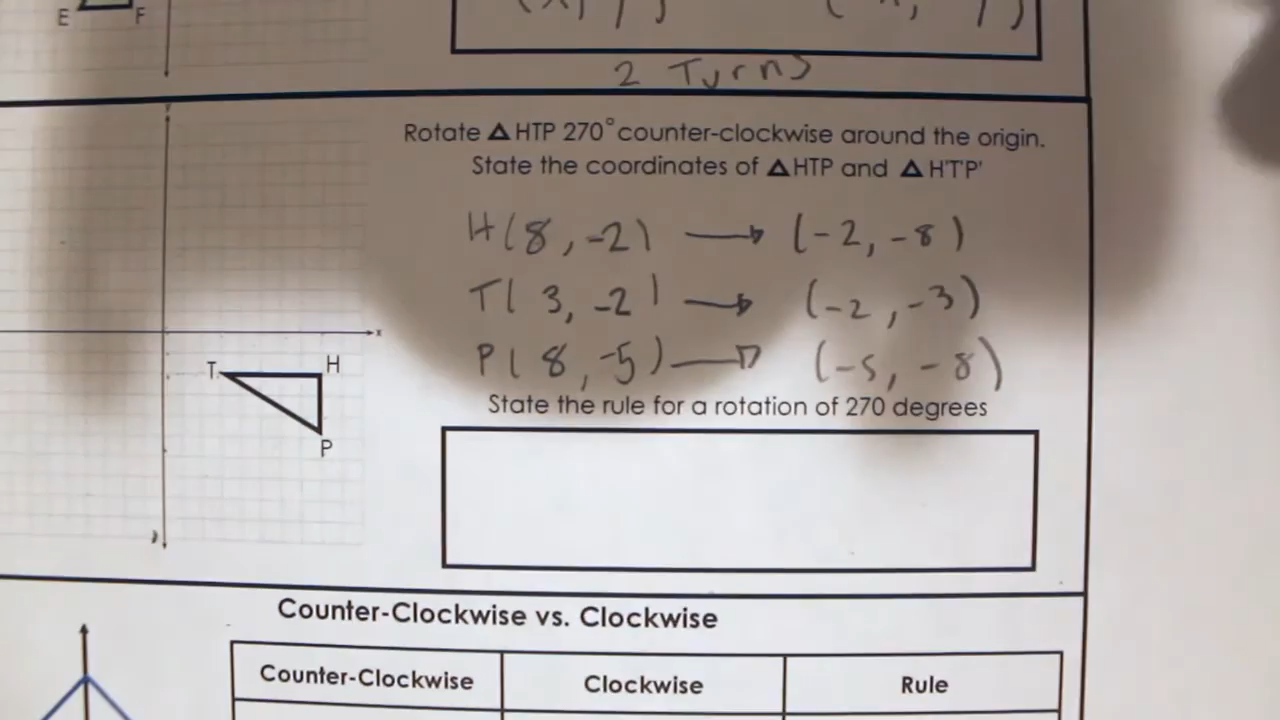 E F
2 Turns
y
Rotate △ HTP 270° counter-clockwise around the origin.
State the coordinates of △ HTP and △ H'T'P'
H(8, -2) → (-2, -8)
T(3, -2) → (-2, -3)
P(8, -5) → (-5, -8)
x
T H
P
State the rule for a rotation of 270 degrees
Counter-Clockwise vs. Clockwise
Counter-Clockwise Clockwise Rule